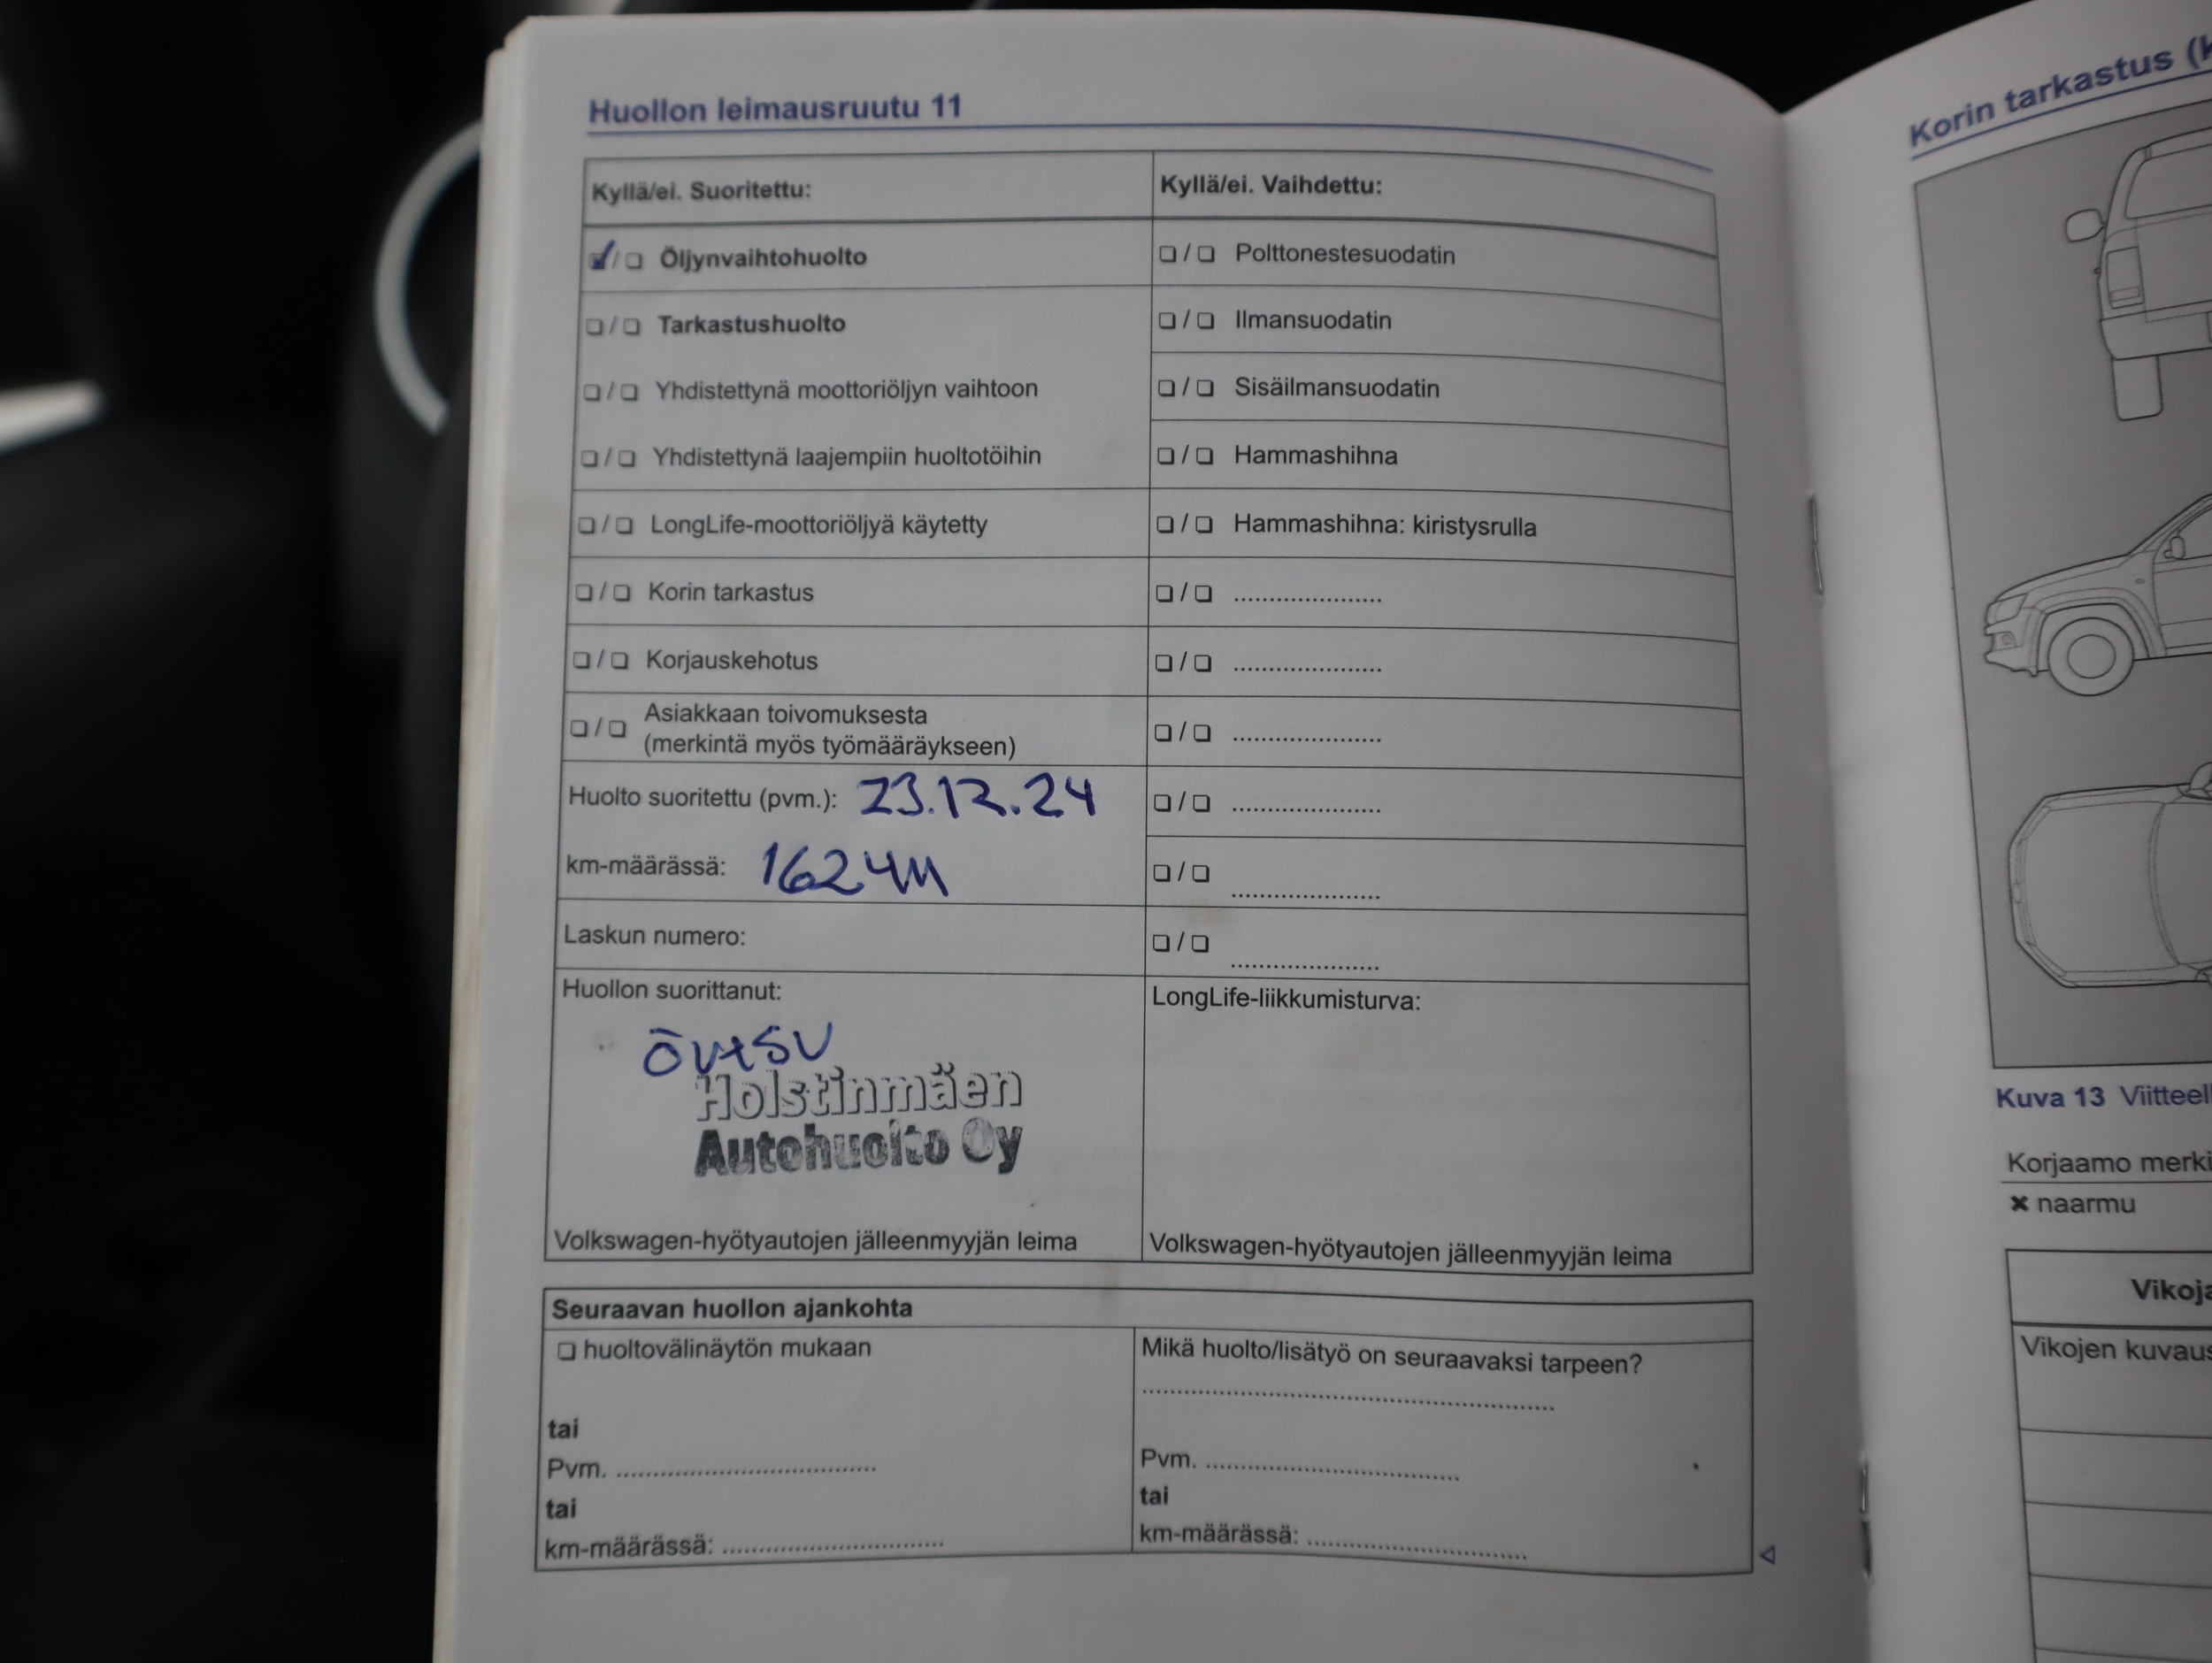 Huollon leimausruutu 11
Kyllä/ei. Suoritettu:
Kyllä/ei. Vaihdettu:
Öljynvaihtohuolto
Polttonestesuodatin
Tarkastushuolto
Ilmansuodatin
Yhdistettynä moottoriöljyn vaihtoon
Sisäilmansuodatin
Yhdistettynä laajempiin huoltotöihin
Hammashihna
LongLife-moottoriöljyä käytetty
Hammashihna: kiristysrulla
Korin tarkastus
Korjauskehotus
Asiakkaan toivomuksesta
(merkintä myös työmääräykseen)
Huolto suoritettu (pvm.): 23.12.24
km-määrässä:
Laskun numero:
Huollon suorittanut:
LongLife-liikkumisturva:
Holstinmäen
Autohuolto Oy
Volkswagen-hyötyautojen jälleenmyyjän leima
Volkswagen-hyötyautojen jälleenmyyjän leima
Seuraavan huollon ajankohta
huoltovälinäytön mukaan
tai
Pvm. ....................................
tai
km-määrässä: ...............................
Mikä huolto/lisätyö on seuraavaksi tarpeen?
Pvm. ....................................
tai
km-määrässä: ...............................
Korin tarkastus (
Kuva 13
Korjaamo
✖ naarmu
Vikojen